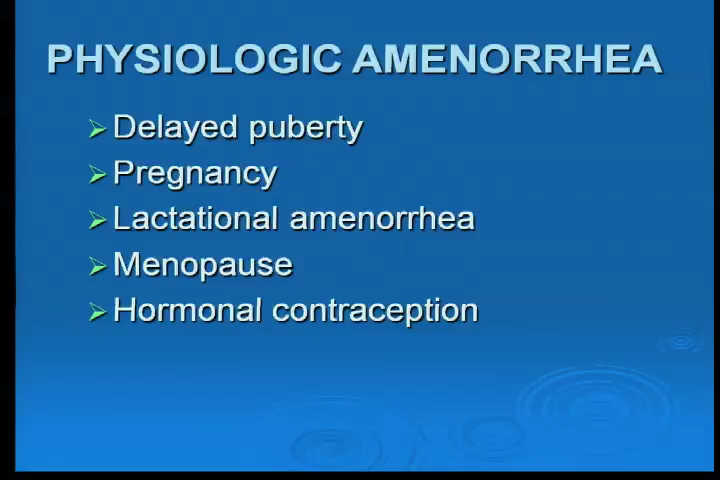 PHYSIOLOGIC AMENORRHEA
Delayed puberty
Pregnancy
Lactational amenorrhea
Menopause
Hormonal contraception